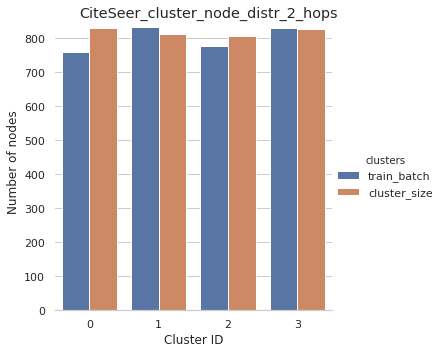 CiteSeer_cluster_node_distr_2_hops
800
700
600
500
400
300
200
100
0
Number of nodes
0 1 2 3
Cluster ID
clusters
train_batch
cluster_size